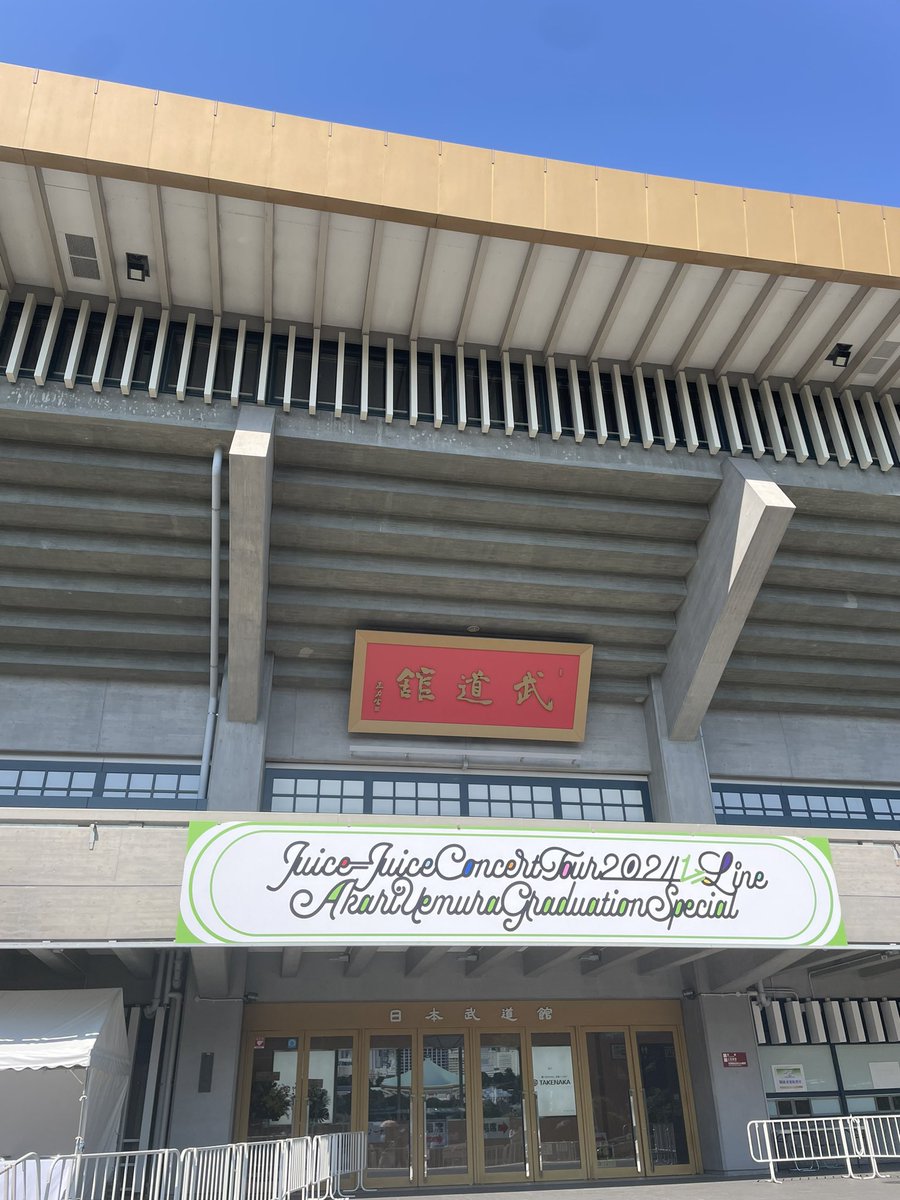 武道館
Juice=Juice Concert Tour 2024 1 Line
Akari Uemura Graduation Special
日本武道館
TAKENAKA